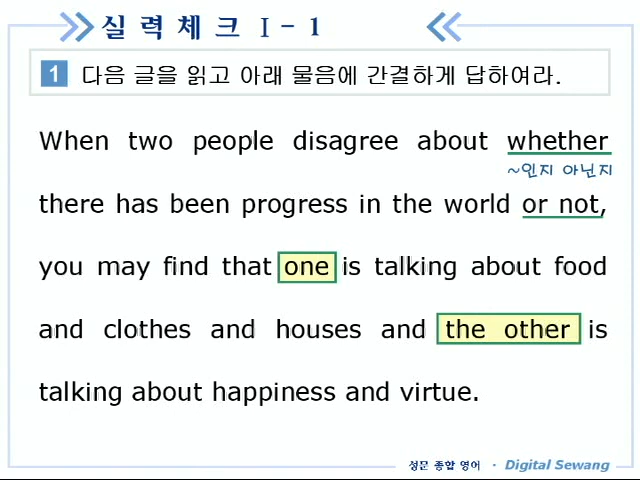 실 력 체 크 I - 1
1 다음 글을 읽고 아래 물음에 간결하게 답하여라.
When two people disagree about whether
~인지 아닌지
there has been progress in the world or not,
you may find that one is talking about food
and clothes and houses and the other is
talking about happiness and virtue.
성문 종합 영어 · Digital Sewang